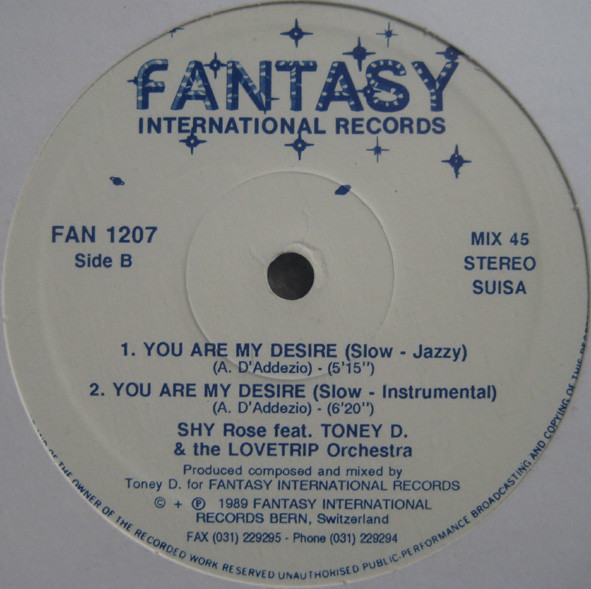 FANTASY
INTERNATIONAL RECORDS
FAN 1207
Side B
MIX 45
STEREO
SUISA
1. YOU ARE MY DESIRE (Slow - Jazzy)
(A. D'Addezio) - (5'15")
2. YOU ARE MY DESIRE (Slow - Instrumental)
(A. D'Addezio) - (6'20")
SHY Rose feat. TONEY D.
& the LOVETRIP Orchestra
Produced composed and mixed by
Toney D. for FANTASY INTERNATIONAL RECORDS
© + ℗ 1989 FANTASY INTERNATIONAL
RECORDS BERN, Switzerland
FAX (031) 229295 - Phone (031) 229294
OF THE OWNER OF THE RECORDED WORK RESERVED UNAUTHORISED PUBLIC-PERFORMANCE BROADCASTING AND COPYING OF THIS